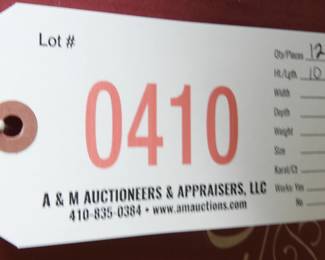 Lot #
0410
A & M AUCTIONEERS & APPRAISERS, LLC
410-835-0384 • www.amauctions.com
Qty/Pieces 12
Ht./Lgth 10
Width
Depth
Weight
Size
Karat/Ct
Works Yes
No